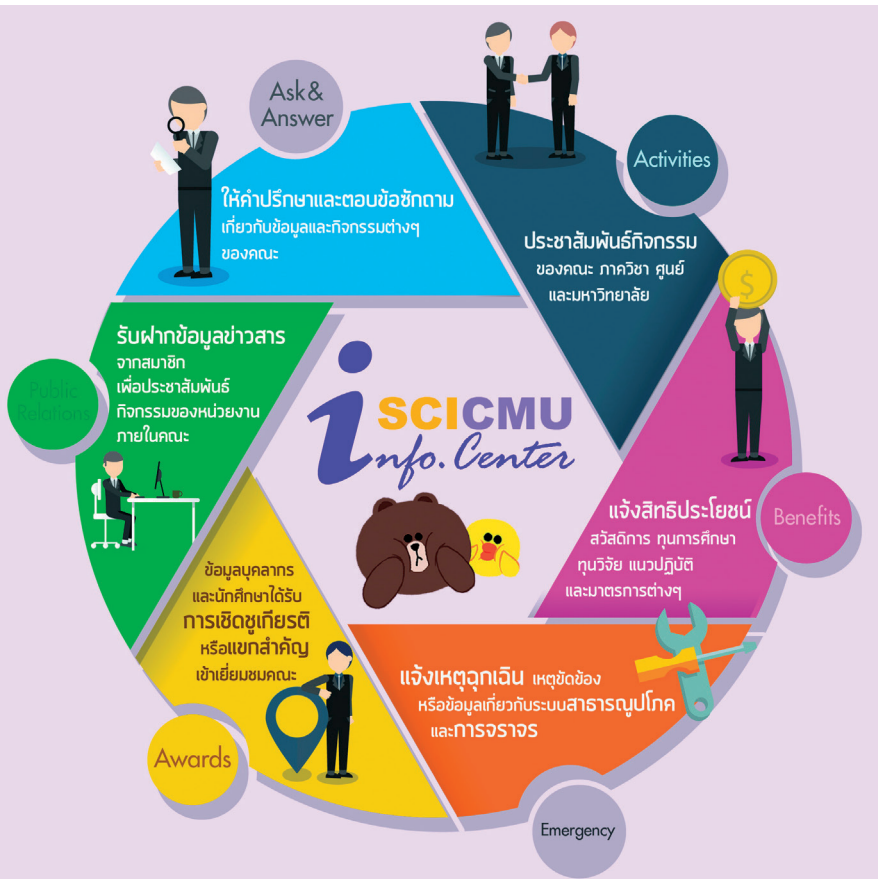 Ask&
Answer
ให้คำปรึกษาและตอบข้อซักถาม
เกี่ยวกับข้อมูลและกิจกรรมต่างๆ
ของคณะ
Activities
ประชาสัมพันธ์กิจกรรม
ของคณะ ภาควิชา ศูนย์
และมหาวิทยาลัย
$
Benefits
แจ้งสิทธิประโยชน์
สวัสดิการ ทุนการศึกษา
ทุนวิจัย แนวปฏิบัติ
และมาตรการต่างๆ
Emergency
แจ้งเหตุฉุกเฉิน เหตุขัดข้อง
หรือข้อมูลเกี่ยวกับระบบสาธารณูปโภค
และการจราจร
Awards
ข้อมูลบุคลากร
และนักศึกษาได้รับ
การเชิดชูเกียรติ
หรือแขกสำคัญ
เข้าเยี่ยมชมคณะ
Public
Relations
รับฝากข้อมูลข่าวสาร
จากสมาชิก
เพื่อประชาสัมพันธ์
กิจกรรมของหน่วยงาน
ภายในคณะ
SCICMU
info.Center